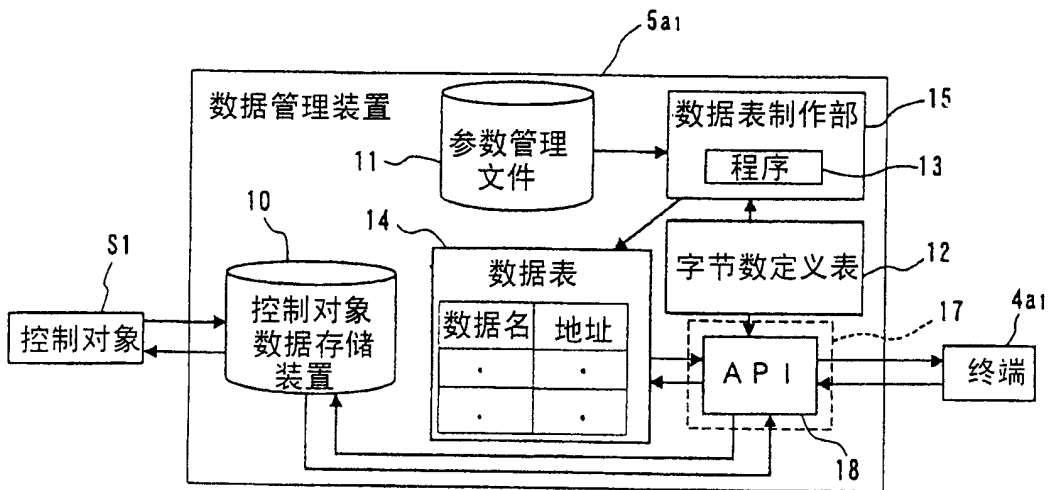 5a1
数据管理装置
参数管理
文件
11
数据表制作部
程序
15
13
10
14
S1
控制对象
控制对象
数据存储
装置
数据表
数据名
地址
字节数定义表
12
17
4a1
API
终端
18